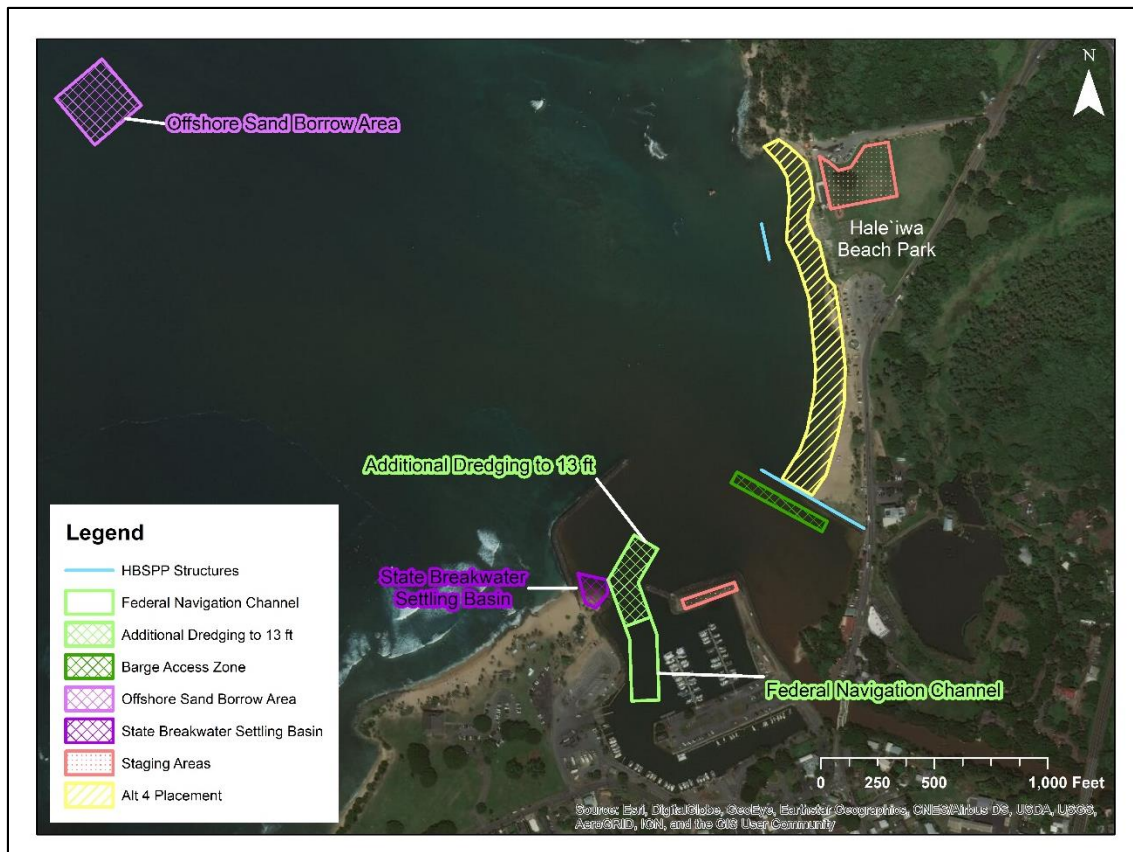 N
Offshore Sand Borrow Area
Hale`iwa
Beach Park
Additional Dredging to 13 ft
State Breakwater
Settling Basin
Federal Navigation Channel
Legend
HBSPP Structures
Federal Navigation Channel
Additional Dredging to 13 ft
Barge Access Zone
Offshore Sand Borrow Area
State Breakwater Settling Basin
Staging Areas
Alt 4 Placement
0 250 500 1,000 Feet
Source: Esri, DigitalGlobe, GeoEye, Earthstar Geographics, CNES/Airbus DS, USDA, USGS,
AeroGRID, IGN, and the GIS User Community